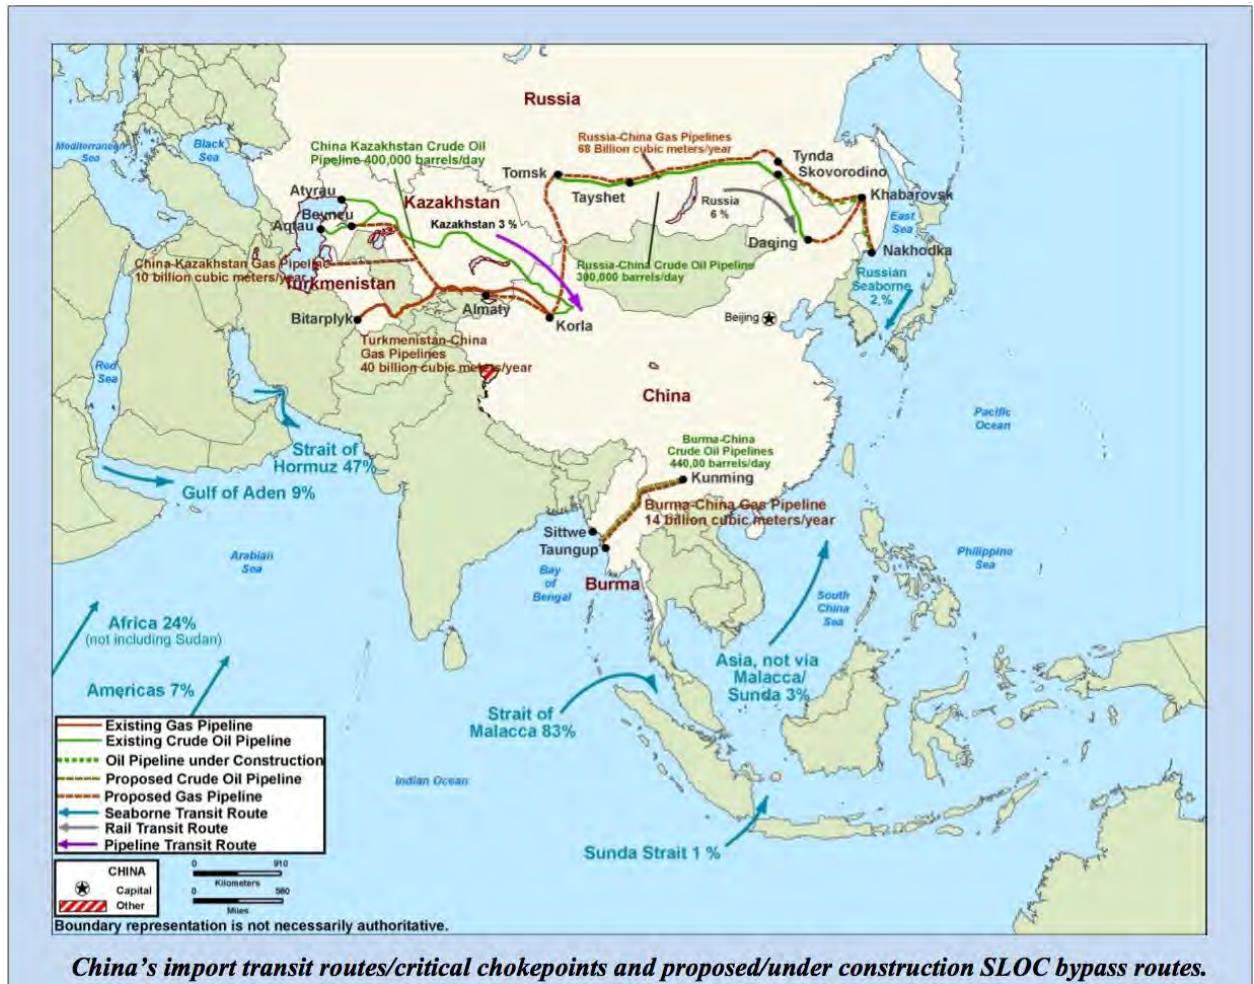 Russia
Mediterranean
Sea
Black
Sea
China Kazakhstan Crude Oil
Pipeline 400,000 barrels/day
Russia-China Gas Pipelines
68 Billion cubic meters/year
Tynda
Skovorodino
Tomsk
Tayshet
Khabarovsk
Atyrau
Kazakhstan
Russia
6 %
Beyneu
Aqtau
Kazakhstan 3 %
East
Sea
Daqing
Nakhodka
China-Kazakhstan Gas Pipeline
10 billion cubic meters/year
Russia-China Crude Oil Pipeline
300,000 barrels/day
Russian
Seaborne
2 %
Turkmenistan
Bitarplyk
Almaty
Korla
Beijing
Turkmenistan-China
Gas Pipelines
40 billion cubic meters/year
Red
Sea
China
Pacific
Ocean
Strait of
Hormuz 47%
Gulf of Aden 9%
Burma-China
Crude Oil Pipelines
440,00 barrels/day
Kunming
Burma-China Gas Pipeline
14 billion cubic meters/year
Sittwe
Taungup
Arabian
Sea
Bay
of
Bengal
Burma
Philippine
Sea
South
China
Sea
Africa 24%
(not including Sudan)
Americas 7%
Asia, not via
Malacca/
Sunda 3%
Strait of
Malacca 83%
Indian Ocean
Sunda Strait 1 %
Existing Gas Pipeline
Existing Crude Oil Pipeline
Oil Pipeline under Construction
Proposed Crude Oil Pipeline
Proposed Gas Pipeline
Seaborne Transit Route
Rail Transit Route
Pipeline Transit Route
CHINA
Capital
Other
0 910
Kilometers
0 560
Miles
Boundary representation is not necessarily authoritative.
China's import transit routes/critical chokepoints and proposed/under construction SLOC bypass routes.